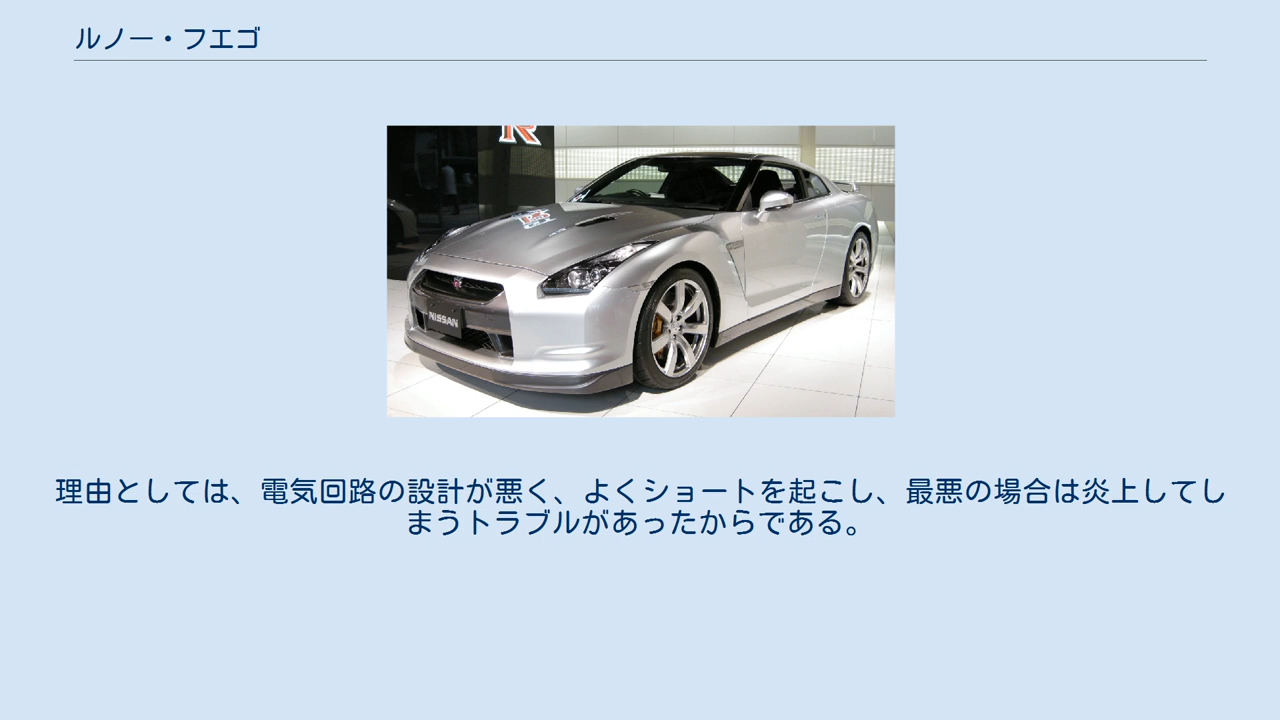 ルノー・フエゴ
R
NISSAN
理由としては、電気回路の設計が悪く、よくショートを起こし、最悪の場合は炎上してし
まうトラブルがあったからである。